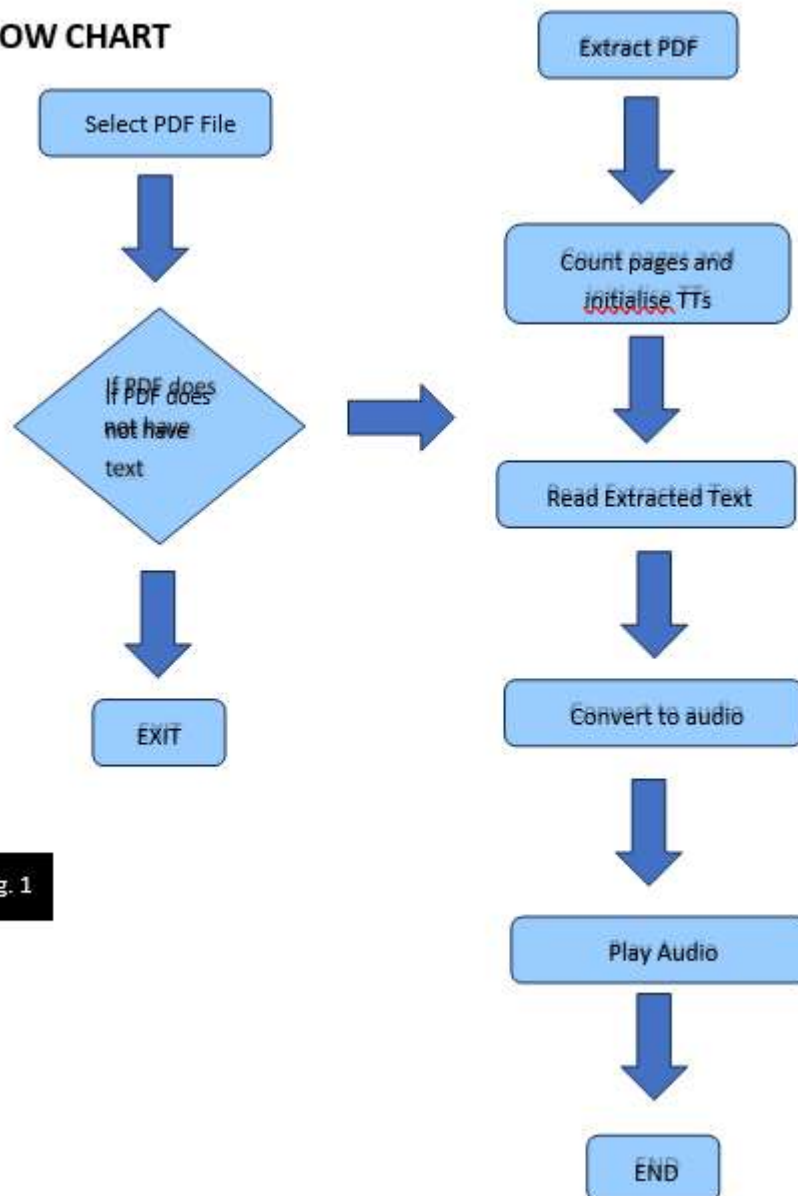 OW CHART
Select PDF File
If PDF does
not have
text
EXIT
g. 1
Extract PDF
Count pages and
initialise TTs
Read Extracted Text
Convert to audio
Play Audio
END